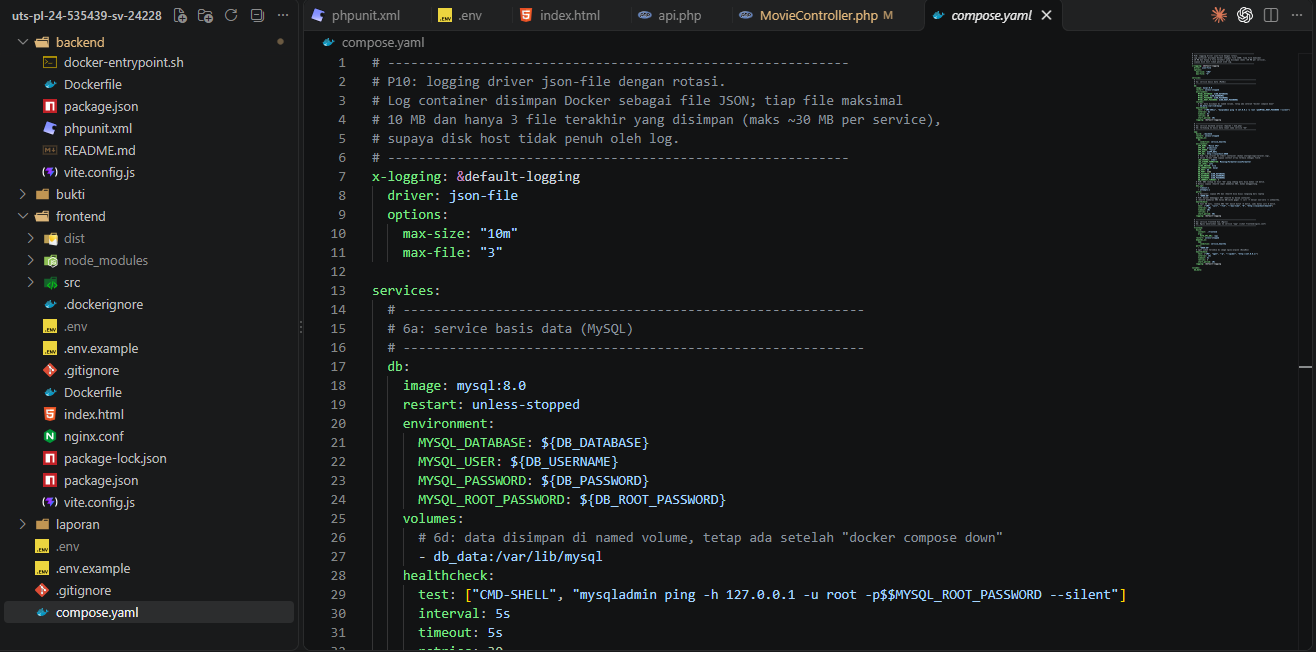 uts-pl-24-535439-sv-24228
backend
docker-entrypoint.sh
Dockerfile
package.json
phpunit.xml
README.md
vite.config.js
bukti
frontend
dist
node_modules
src
.dockerignore
.env
.env.example
.gitignore
Dockerfile
index.html
nginx.conf
package-lock.json
package.json
vite.config.js
laporan
.env
.env.example
.gitignore
compose.yaml
phpunit.xml .env index.html api.php MovieController.php M compose.yaml
compose.yaml
1 # ------------------------------------------------------------
2 # P10: logging driver json-file dengan rotasi.
3 # Log container disimpan Docker sebagai file JSON; tiap file maksimal
4 # 10 MB dan hanya 3 file terakhir yang disimpan (maks ~30 MB per service),
5 # supaya disk host tidak penuh oleh log.
6 # ------------------------------------------------------------
7 x-logging: &default-logging
8 driver: json-file
9 options:
10 max-size: "10m"
11 max-file: "3"
12
13 services:
14 # ------------------------------------------------------------
15 # 6a: service basis data (MySQL)
16 # ------------------------------------------------------------
17 db:
18 image: mysql:8.0
19 restart: unless-stopped
20 environment:
21 MYSQL_DATABASE: ${DB_DATABASE}
22 MYSQL_USER: ${DB_USERNAME}
23 MYSQL_PASSWORD: ${DB_PASSWORD}
24 MYSQL_ROOT_PASSWORD: ${DB_ROOT_PASSWORD}
25 volumes:
26 # 6d: data disimpan di named volume, tetap ada setelah "docker compose down"
27 - db_data:/var/lib/mysql
28 healthcheck:
29 test: ["CMD-SHELL", "mysqladmin ping -h 127.0.0.1 -u root -p$$MYSQL_ROOT_PASSWORD --silent"]
30 interval: 5s
31 timeout: 5s